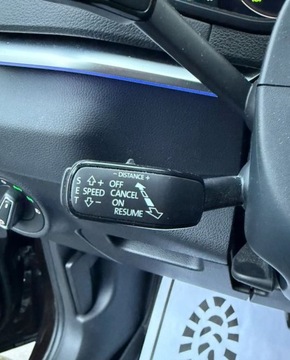 – DISTANCE +
S + OFF
E SPEED CANCEL
ON
T – RESUME